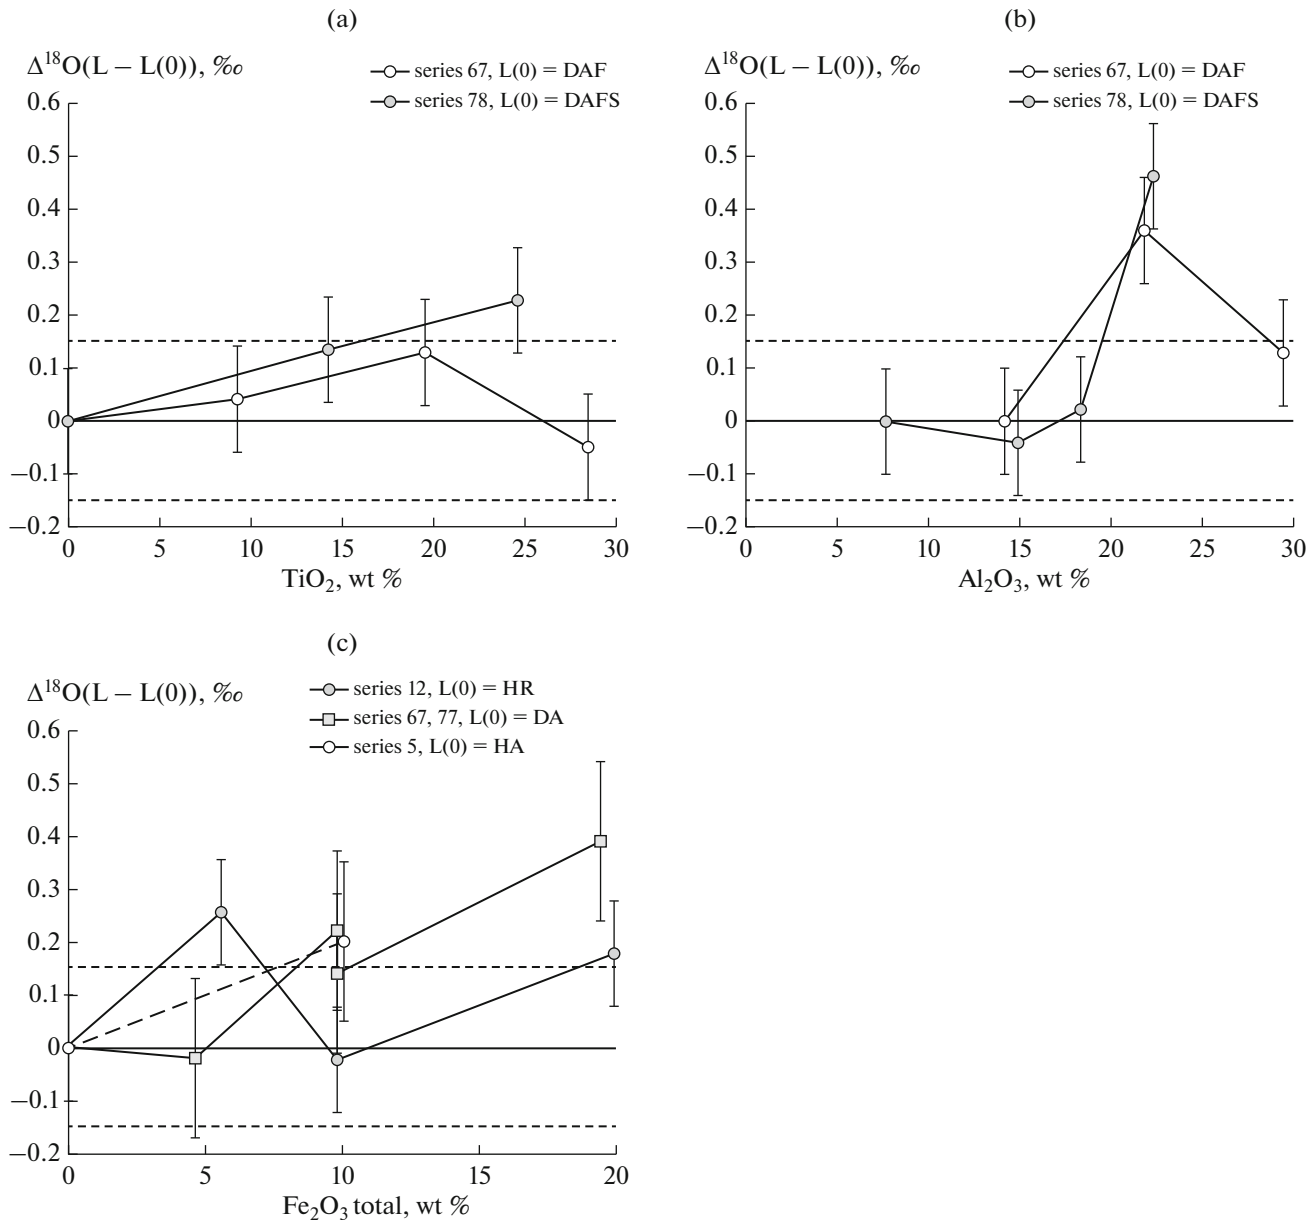 (a)
Δ¹⁸O(L – L(0)), ‰
series 67, L(0) = DAF
series 78, L(0) = DAFS
0.6
0.5
0.4
0.3
0.2
0.1
0
–0.1
–0.2
0 5 10 15 20 25 30
TiO₂, wt %
(b)
Δ¹⁸O(L – L(0)), ‰
series 67, L(0) = DAF
series 78, L(0) = DAFS
0.6
0.5
0.4
0.3
0.2
0.1
0
–0.1
–0.2
0 5 10 15 20 25 30
Al₂O₃, wt %
(c)
Δ¹⁸O(L – L(0)), ‰
series 12, L(0) = HR
series 67, 77, L(0) = DA
series 5, L(0) = HA
0.6
0.5
0.4
0.3
0.2
0.1
0
–0.1
–0.2
0 5 10 15 20
Fe₂O₃ total, wt %